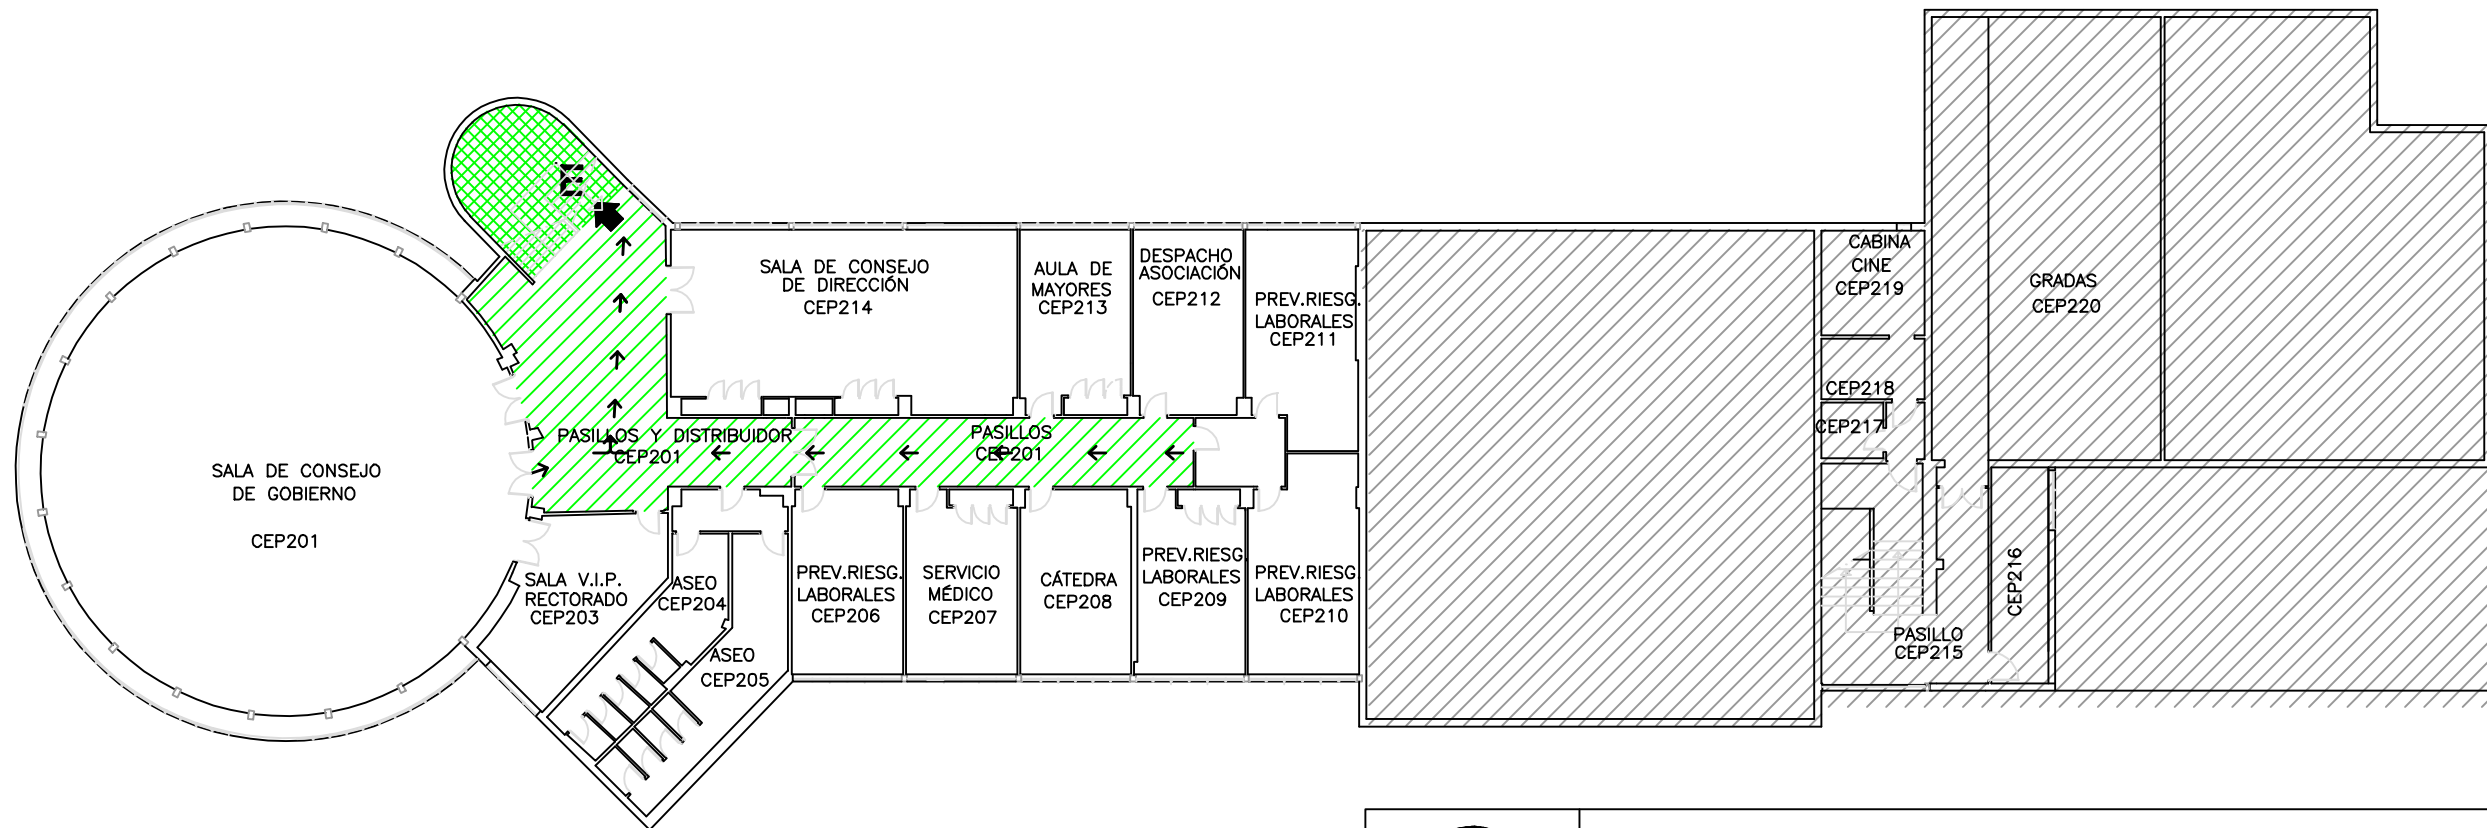 SALA DE CONSEJO
DE GOBIERNO
CEP201
PASILLOS Y DISTRIBUIDOR
CEP201
SALA V.I.P.
RECTORADO
CEP203
ASEO
CEP204
ASEO
CEP205
SALA DE CONSEJO
DE DIRECCIÓN
CEP214
AULA DE
MAYORES
CEP213
DESPACHO
ASOCIACIÓN
CEP212
PREV.RIESG.
LABORALES
CEP211
PASILLOS
CEP201
PREV.RIESG.
LABORALES
CEP206
SERVICIO
MÉDICO
CEP207
CÁTEDRA
CEP208
PREV.RIESG.
LABORALES
CEP209
PREV.RIESG.
LABORALES
CEP210
CABINA
CINE
CEP219
CEP218
CEP217
GRADAS
CEP220
CEP216
PASILLO
CEP215